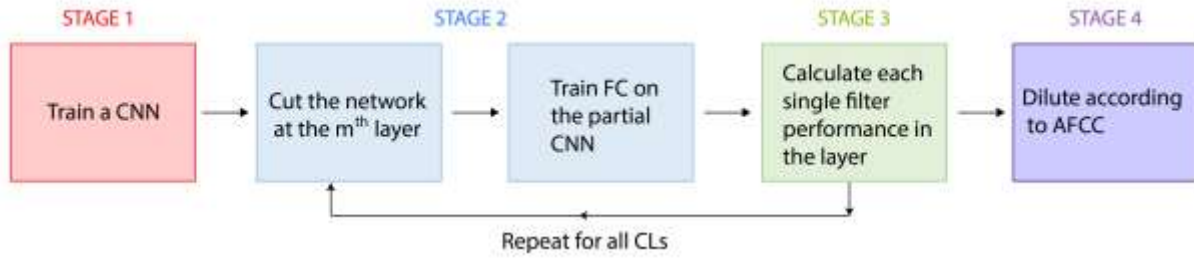 STAGE 1
STAGE 2
STAGE 3
STAGE 4
Train a CNN
Cut the network
at the mth layer
Train FC on
the partial
CNN
Calculate each
single filter
performance in
the layer
Dilute according
to AFCC
Repeat for all CLs